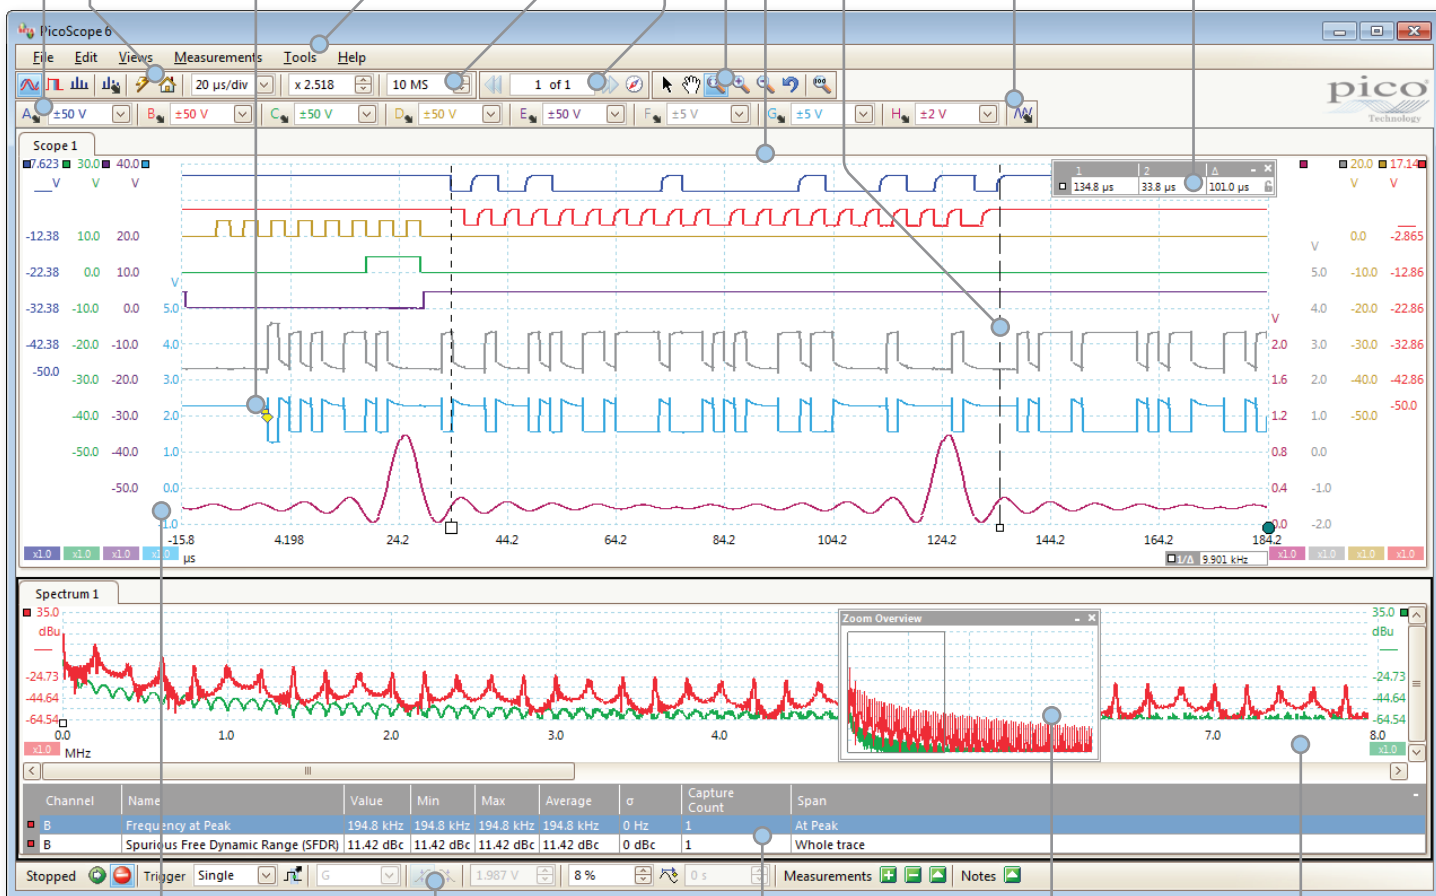 PicoScope 6
File Edit Views Measurements Tools Help
20 µs/div x 2.518 10 MS 1 of 1
pico
Technology
A ±50 V B ±50 V C ±50 V D ±50 V E ±50 V F ±5 V G ±5 V H ±2 V
Scope 1
7.623 30.0 40.0 20.0 17.14
V V V V V
1 2 Δ
134.8 µs 33.8 µs 101.0 µs
-12.38 10.0 20.0 V 0.0 -2.865
-22.38 0.0 10.0 V 5.0 -10.0 -12.86
-32.38 -10.0 0.0 5.0 V 4.0 -20.0 -22.86
-42.38 -20.0 -10.0 4.0 2.0 3.0 -30.0 -32.86
-50.0 -30.0 -20.0 3.0 1.6 2.0 -40.0 -42.86
-40.0 -30.0 2.0 1.2 1.0 -50.0 -50.0
-50.0 -40.0 1.0 0.8 0.0
-50.0 0.0 0.4 -1.0
-1.0 0.0 -2.0
-15.8 4.198 24.2 44.2 64.2 84.2 104.2 124.2 144.2 164.2 184.2
x1.0 x1.0 x1.0 x1.0 µs 1/Δ 9.901 kHz x1.0 x1.0 x1.0 x1.0
Spectrum 1
35.0 Zoom Overview 35.0
dBu dBu
-24.73 -24.73
-44.64 -44.64
-64.54 -64.54
0.0 1.0 2.0 3.0 4.0 7.0 8.0
x1.0 MHz x1.0
Channel Name Value Min Max Average σ Capture Count Span
B Frequency at Peak 194.8 kHz 194.8 kHz 194.8 kHz 194.8 kHz 0 Hz 1 At Peak
B Spurious Free Dynamic Range (SFDR) 11.42 dBc 11.42 dBc 11.42 dBc 11.42 dBc 0 dBc 1 Whole trace
Stopped Trigger Single G 1.987 V 8 % 0 s Measurements Notes